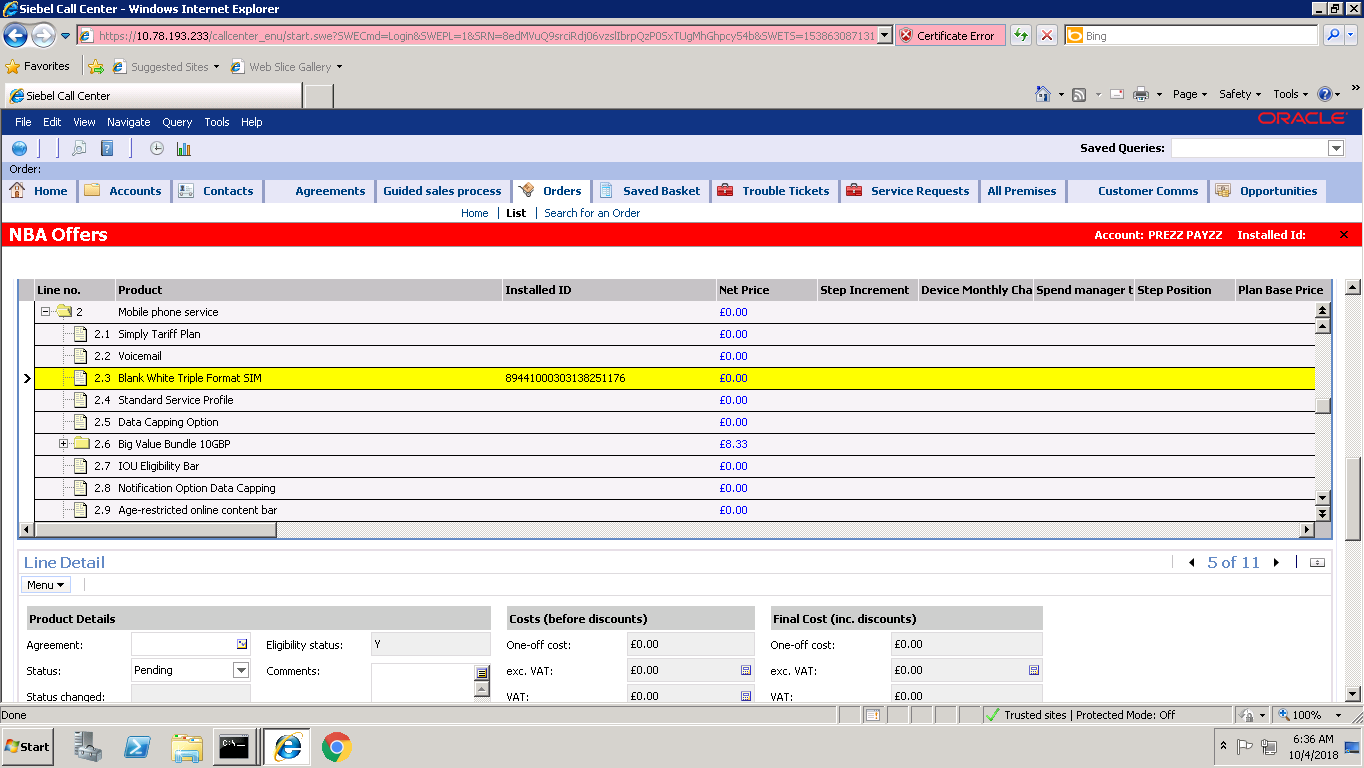 Siebel Call Center - Windows Internet Explorer
https://10.78.193.233/callcenter_enu/start.swe?SWECmd=Login&SWEPL=1&SRN=8edMVuQ9srciRdj06vzslIbrpQzP05xTUgMhGhpcy54b&SWETS=153863087131 Certificate Error Bing
Favorites Suggested Sites Web Slice Gallery
Siebel Call Center Page Safety Tools »
File Edit View Navigate Query Tools Help ORACLE
Saved Queries:
Order:
Home Accounts Contacts Agreements Guided sales process Orders Saved Basket Trouble Tickets Service Requests All Premises Customer Comms Opportunities
Home List Search for an Order
NBA Offers Account: PREZZ PAYZZ Installed Id: ×
Line no. Product Installed ID Net Price Step Increment Device Monthly Cha Spend manager t Step Position Plan Base Price
2 Mobile phone service £0.00
2.1 Simply Tariff Plan £0.00
2.2 Voicemail £0.00
2.3 Blank White Triple Format SIM 89441000303138251176 £0.00
2.4 Standard Service Profile £0.00
2.5 Data Capping Option £0.00
2.6 Big Value Bundle 10GBP £8.33
2.7 IOU Eligibility Bar £0.00
2.8 Notification Option Data Capping £0.00
2.9 Age-restricted online content bar £0.00
Line Detail 5 of 11
Menu
Product Details Costs (before discounts) Final Cost (inc. discounts)
Agreement: Eligibility status: Y One-off cost: £0.00 One-off cost: £0.00
Status: Pending Comments: exc. VAT: £0.00 exc. VAT: £0.00
Status changed: VAT: £0.00 VAT: £0.00
Done Trusted sites | Protected Mode: Off 100%
Start 6:36 AM
10/4/2018